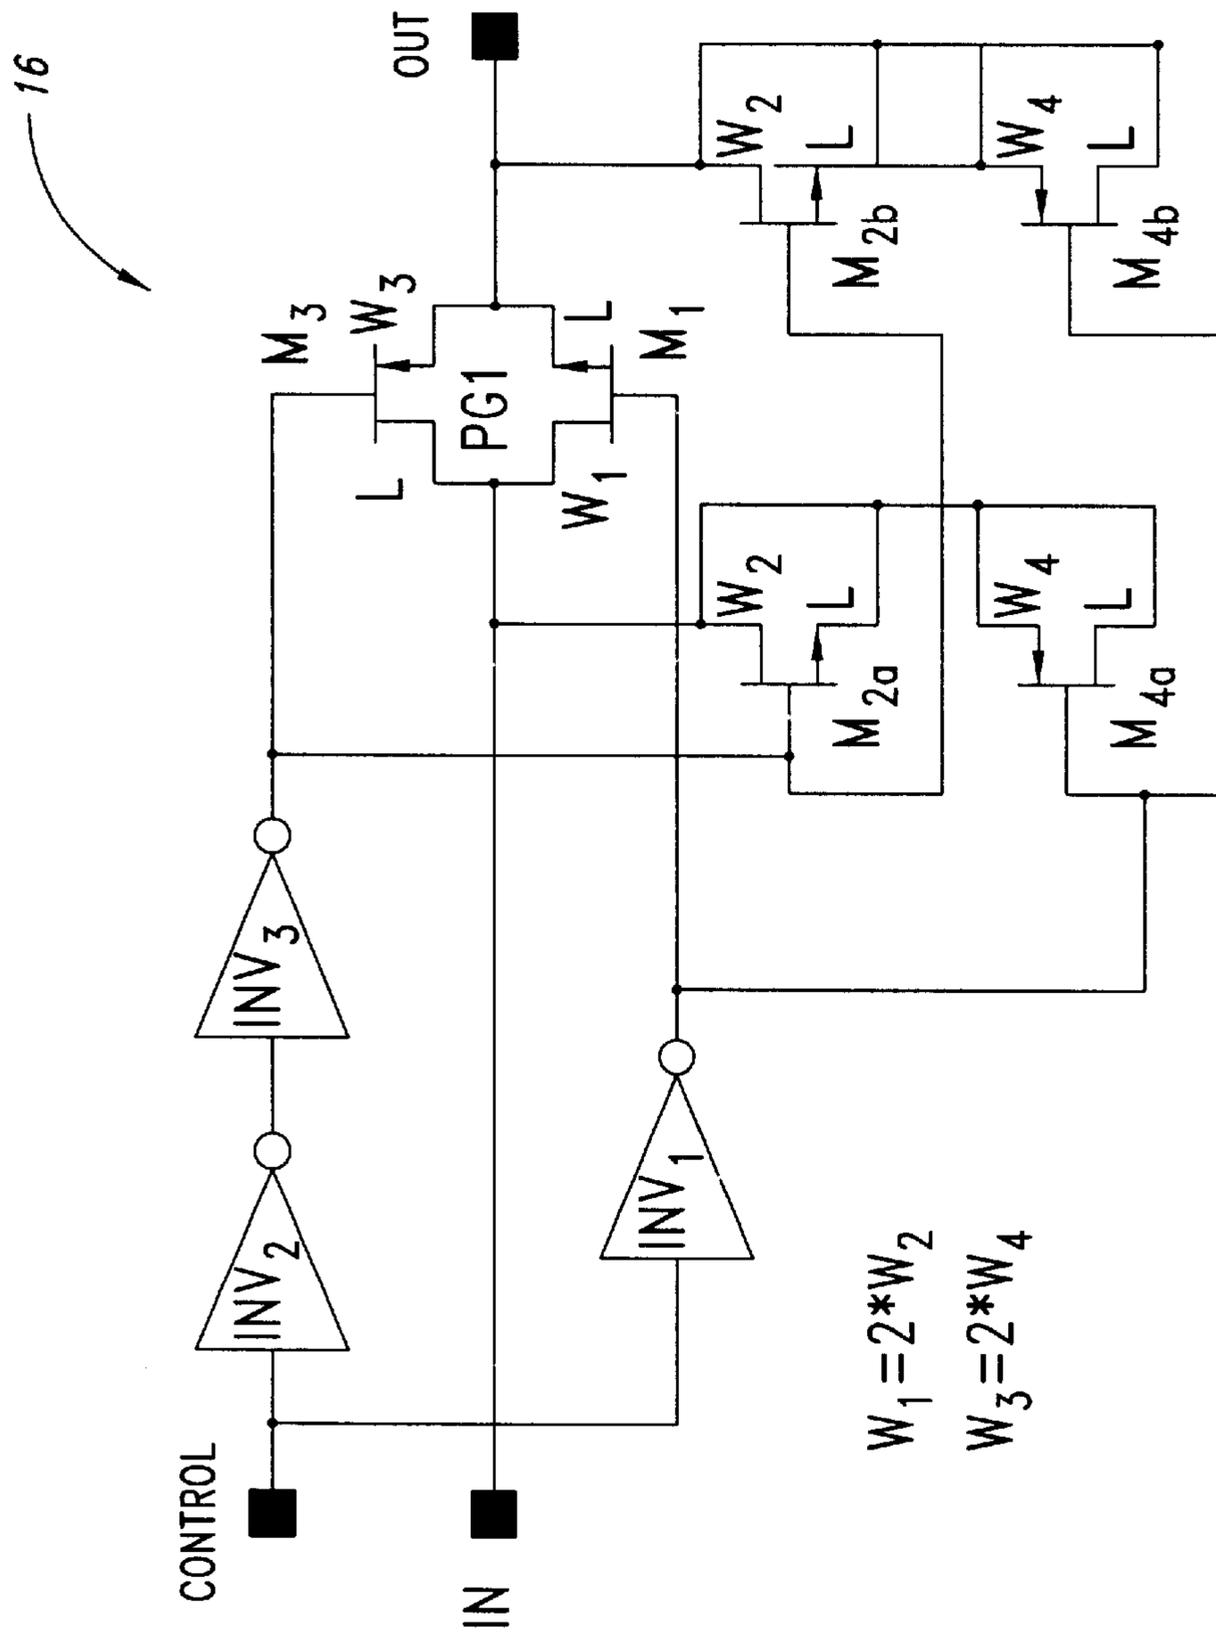 16
CONTROL
IN
OUT
INV2
INV3
INV1
M3
W3
L
PG1
L
M1
W1
W2
L
M2a
W4
L
M4a
W2
L
M2b
W4
L
M4b
W1=2*W2
W3=2*W4